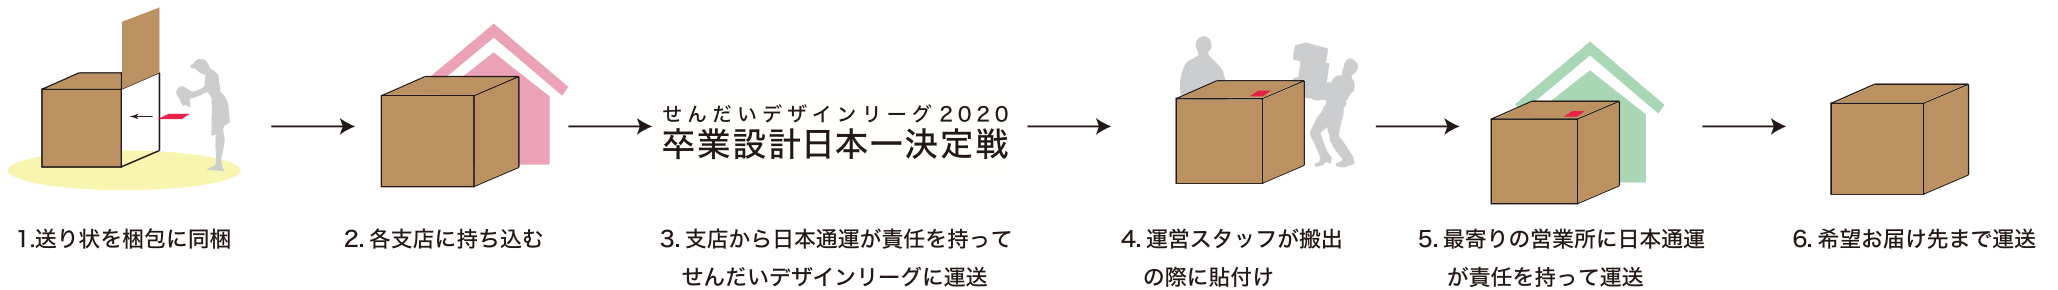 せんだいデザインリーグ2020
卒業設計日本一決定戦
1.送り状を梱包に同梱
2. 各支店に持ち込む
3. 支店から日本通運が責任を持って
せんだいデザインリーグに運送
4. 運営スタッフが搬出
の際に貼付け
5. 最寄りの営業所に日本通運
が責任を持って運送
6. 希望お届け先まで運送